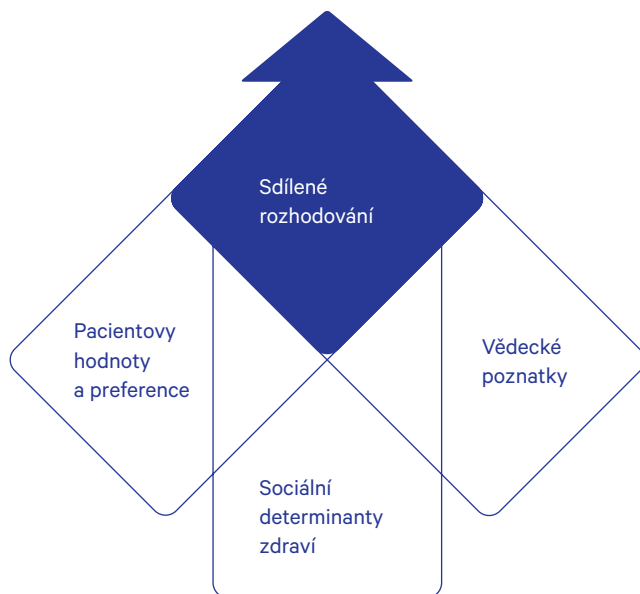 Sdílené
rozhodování
Pacientovy
hodnoty
a preference
Vědecké
poznatky
Sociální
determinanty
zdraví